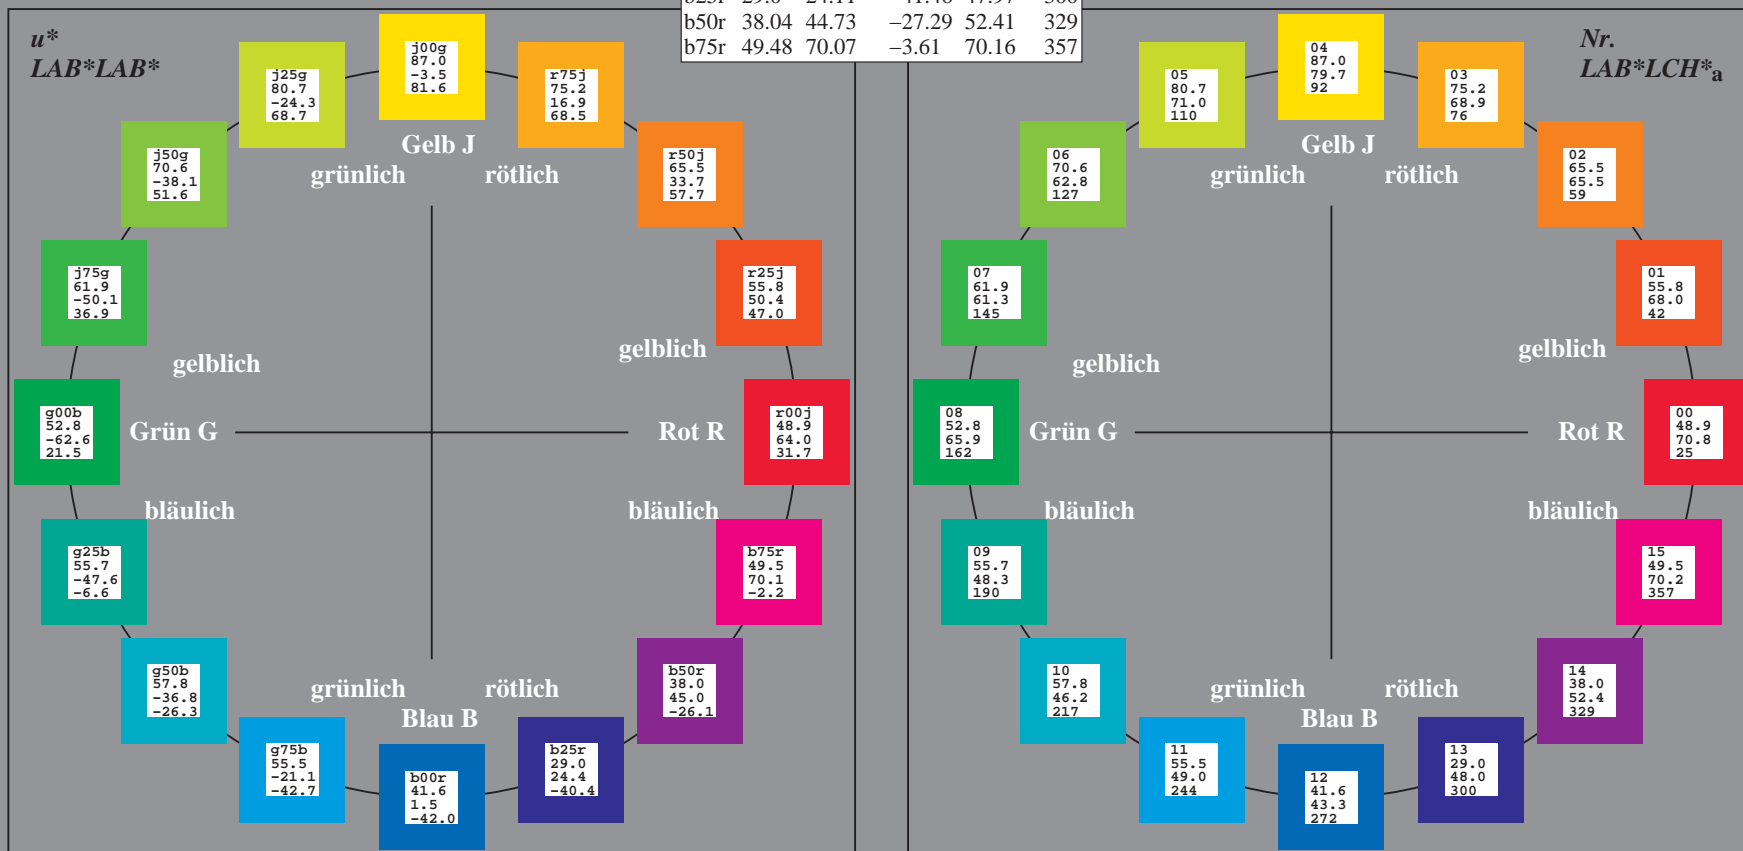 b50r 38.04 44.73 −27.29 52.41 329
b75r 49.48 70.07 −3.61 70.16 357
u*
LAB*LAB*
j00g
87.0
-3.5
81.6
r75j
75.2
16.9
68.5
r50j
65.5
33.7
57.7
r25j
55.8
50.4
47.0
r00j
48.9
64.0
31.7
b75r
49.5
70.1
-2.2
b50r
38.0
45.0
-26.1
b25r
29.0
24.4
-40.4
b00r
41.6
1.5
-42.0
g75b
55.5
-21.1
-42.7
g50b
57.8
-36.8
-26.3
g25b
55.7
-47.6
-6.6
g00b
52.8
-62.6
21.5
j75g
61.9
-50.1
36.9
j50g
70.6
-38.1
51.6
j25g
80.7
-24.3
68.7
Gelb J
grünlich rötlich
gelblich
gelblich
Grün G
Rot R
bläulich
bläulich
grünlich rötlich
Blau B
Nr.
LAB*LCH*a
04
87.0
79.7
92
03
75.2
68.9
76
02
65.5
65.5
59
01
55.8
68.0
42
00
48.9
70.8
25
15
49.5
70.2
357
14
38.0
52.4
329
13
29.0
48.0
300
12
41.6
43.3
272
11
55.5
49.0
244
10
57.8
46.2
217
09
55.7
48.3
190
08
52.8
65.9
162
07
61.9
61.3
145
06
70.6
62.8
127
05
80.7
71.0
110
Gelb J
grünlich rötlich
gelblich
gelblich
Grün G
Rot R
bläulich
bläulich
grünlich rötlich
Blau B